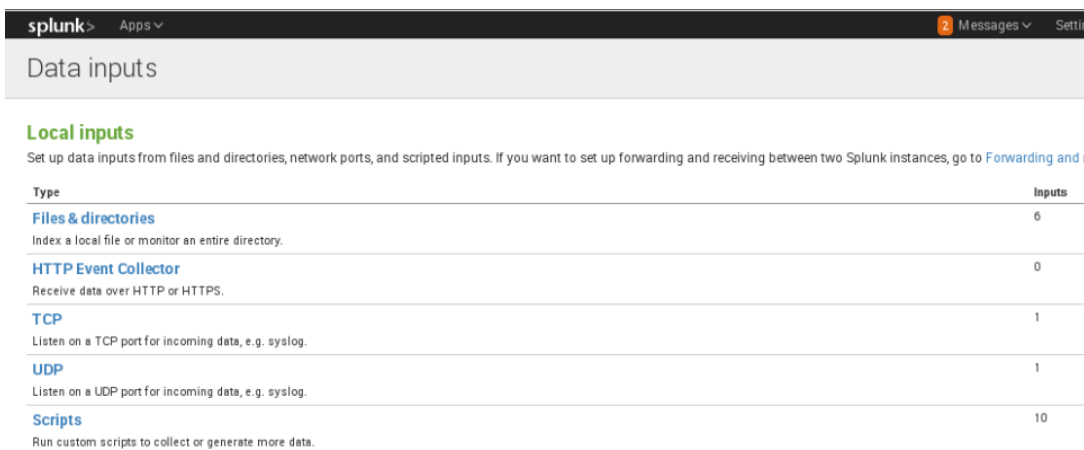 splunk> Apps 2 Messages
Data inputs
Local inputs
Set up data inputs from files and directories, network ports, and scripted inputs. If you want to set up forwarding and receiving between two Splunk instances, go to Forwarding and
Type Inputs
Files & directories 6
Index a local file or monitor an entire directory.
HTTP Event Collector 0
Receive data over HTTP or HTTPS.
TCP 1
Listen on a TCP port for incoming data, e.g. syslog.
UDP 1
Listen on a UDP port for incoming data, e.g. syslog.
Scripts 10
Run custom scripts to collect or generate more data.